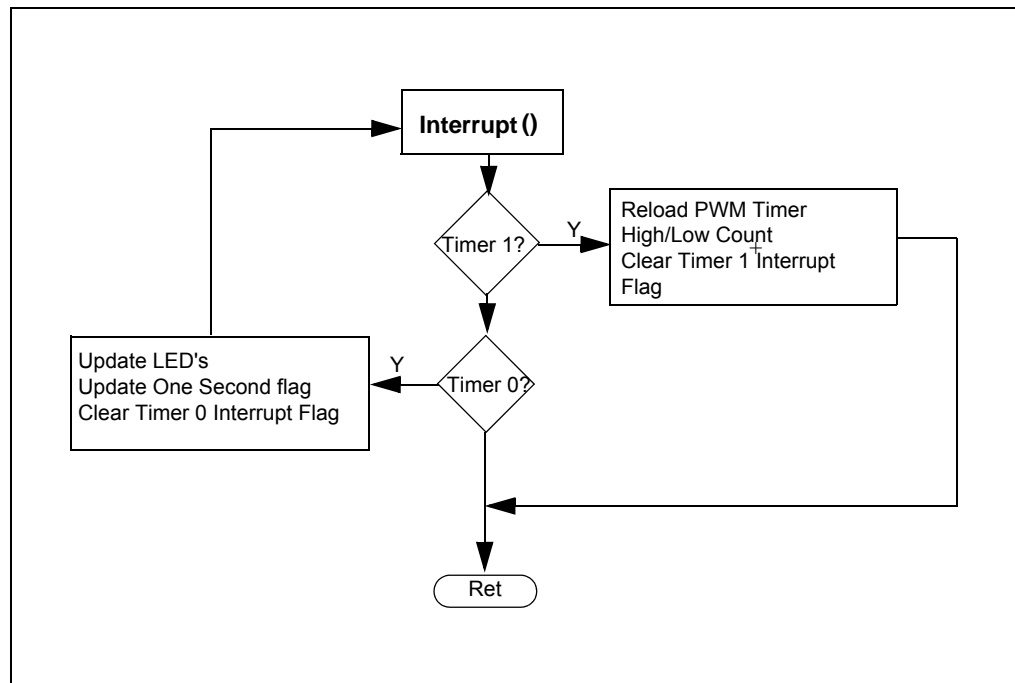 Interrupt ()
Timer 1?
Y
Reload PWM Timer
High/Low Count
Clear Timer 1 Interrupt
Flag
Timer 0?
Y
Update LED's
Update One Second flag
Clear Timer 0 Interrupt Flag
Ret